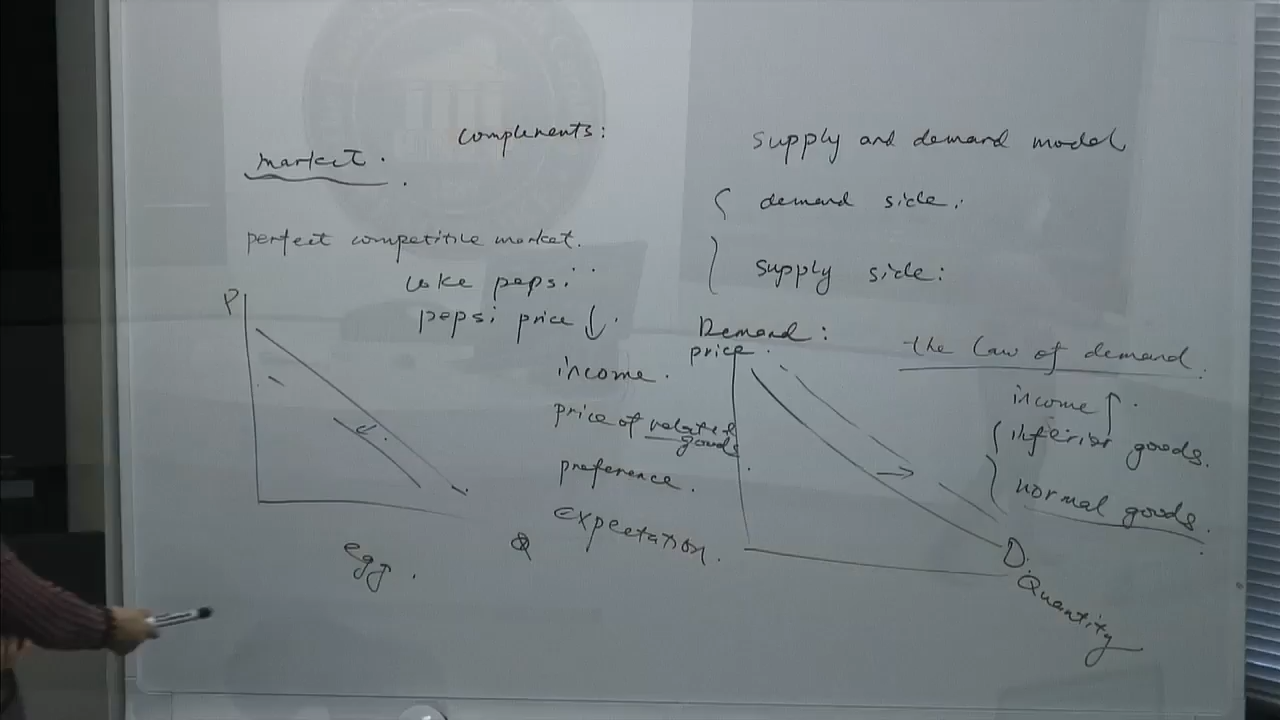 complements:
market.
perfect competitive market.
coke pepsi
pepsi price ↓.
P
income.
price of related goods
preference.
expectation.
Q
egg.
supply and demand model
demand side:
supply side:
Demand:
price
the law of demand.
income ↑.
inferior goods.
normal goods.
D.
Quantity